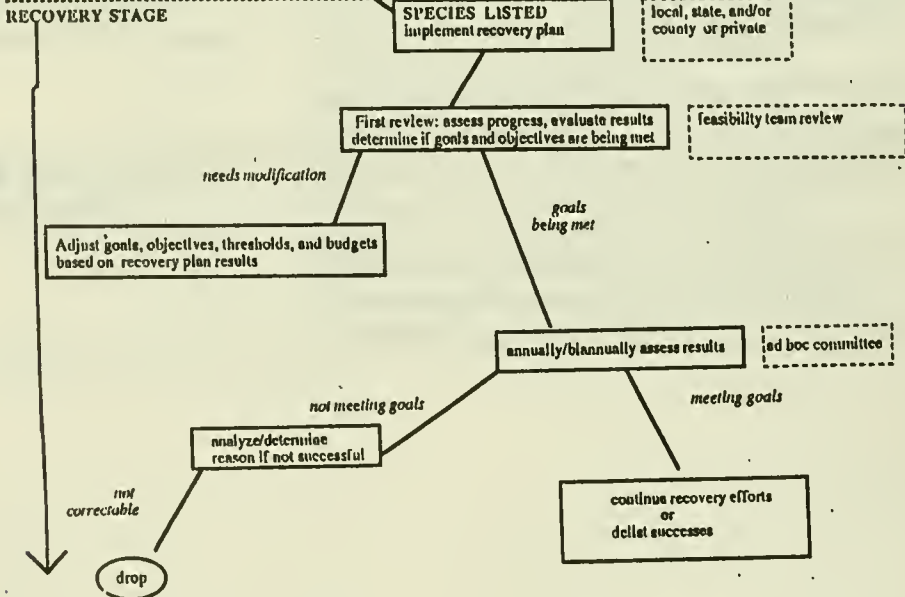 RECOVERY STAGE
SPECIES LISTED
implement recovery plan
local, state, and/or
county or private
First review: assess progress, evaluate results
determine if goals and objectives are being met
feasibility team review
needs modification
goals
being met
Adjust goals, objectives, thresholds, and budgets
based on recovery plan results
annually/biannually assess results
ad hoc committee
not meeting goals
meeting goals
analyze/determine
reason if not successful
not
correctable
continue recovery efforts
or
delist successes
drop